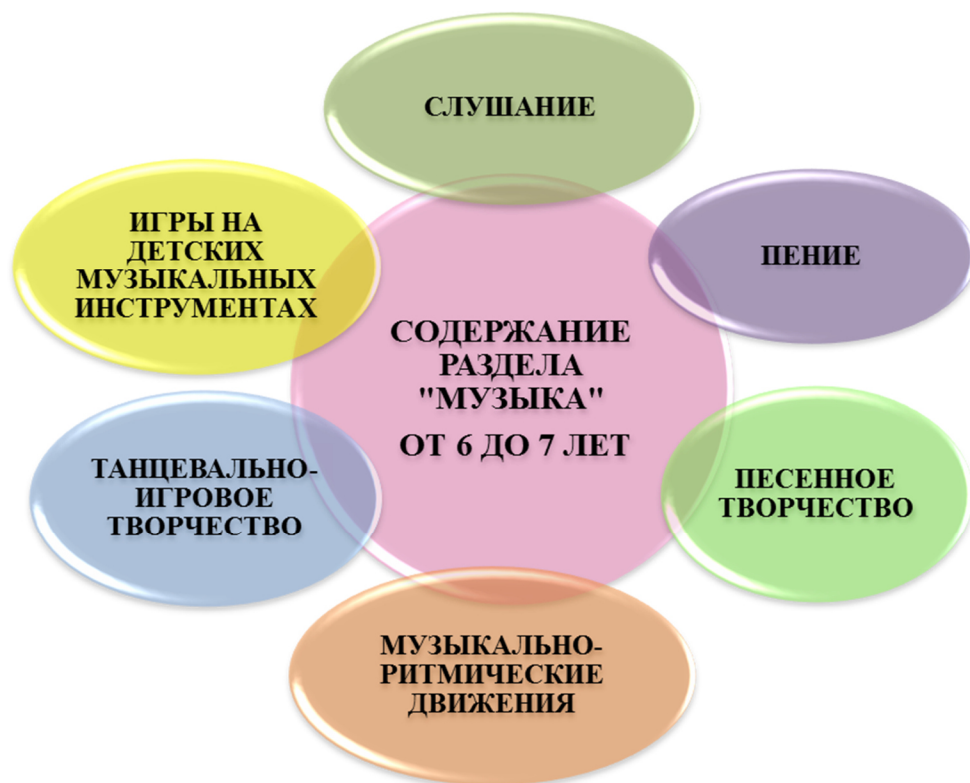 СЛУШАНИЕ
ПЕНИЕ
ПЕСЕННОЕ
ТВОРЧЕСТВО
МУЗЫКАЛЬНО-
РИТМИЧЕСКИЕ
ДВИЖЕНИЯ
ТАНЦЕВАЛЬНО-
ИГРОВОЕ
ТВОРЧЕСТВО
ИГРЫ НА
ДЕТСКИХ
МУЗЫКАЛЬНЫХ
ИНСТРУМЕНТАХ
СОДЕРЖАНИЕ
РАЗДЕЛА
"МУЗЫКА"
ОТ 6 ДО 7 ЛЕТ